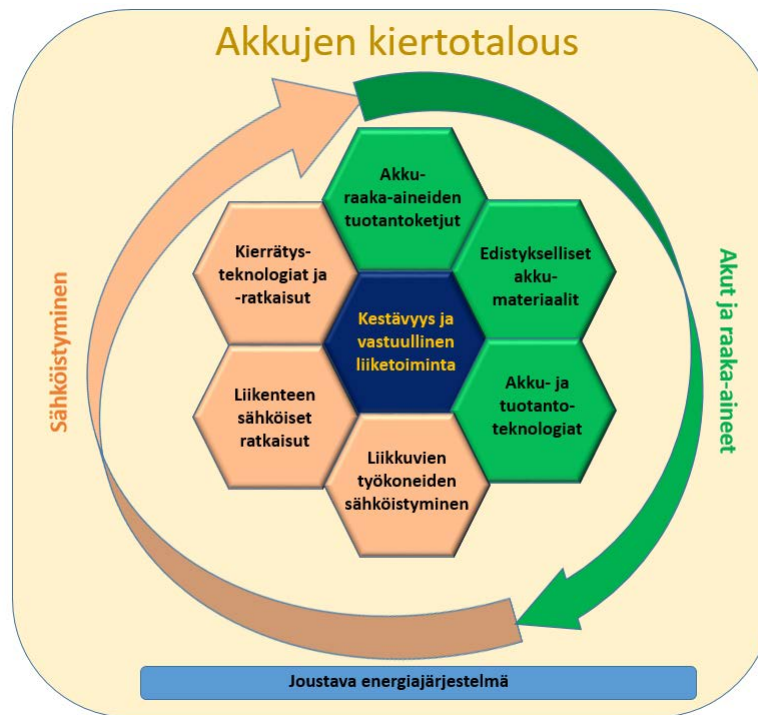 Akkujen kiertotalous
Akku-
raaka-aineiden
tuotantoketjut
Kierrätys-
teknologiat ja
-ratkaisut
Edistykselliset
akku-
materiaalit
Kestävyys ja
vastuullinen
liiketoiminta
Liikenteen
sähköiset
ratkaisut
Akku- ja
tuotanto-
teknologiat
Liikkuvien
työkoneiden
sähköistyminen
Sähköistyminen
Akut ja raaka-aineet
Joustava energiajärjestelmä